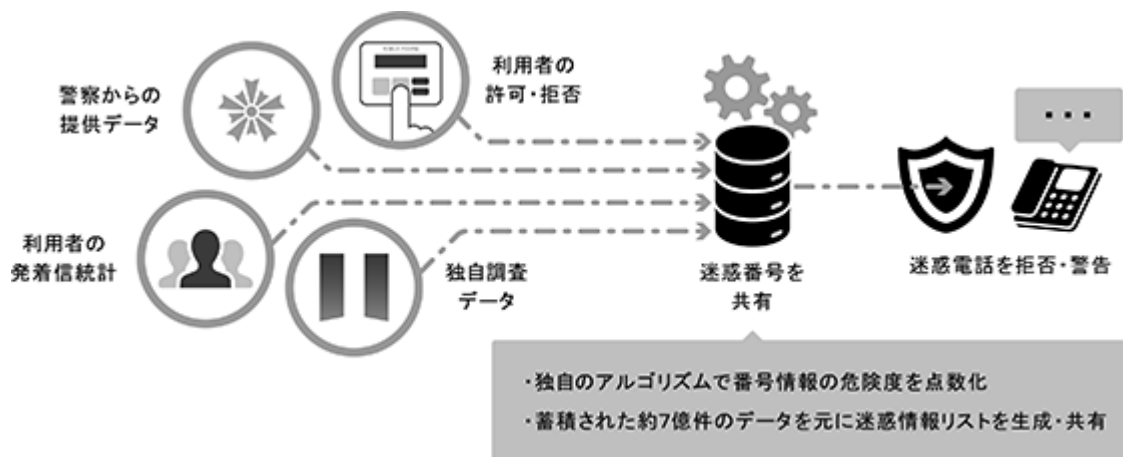 利用者の
許可・拒否
警察からの
提供データ
利用者の
発着信統計
独自調査
データ
迷惑番号を
共有
迷惑電話を拒否・警告
・独自のアルゴリズムで番号情報の危険度を点数化
・蓄積された約7億件のデータを元に迷惑情報リストを生成・共有